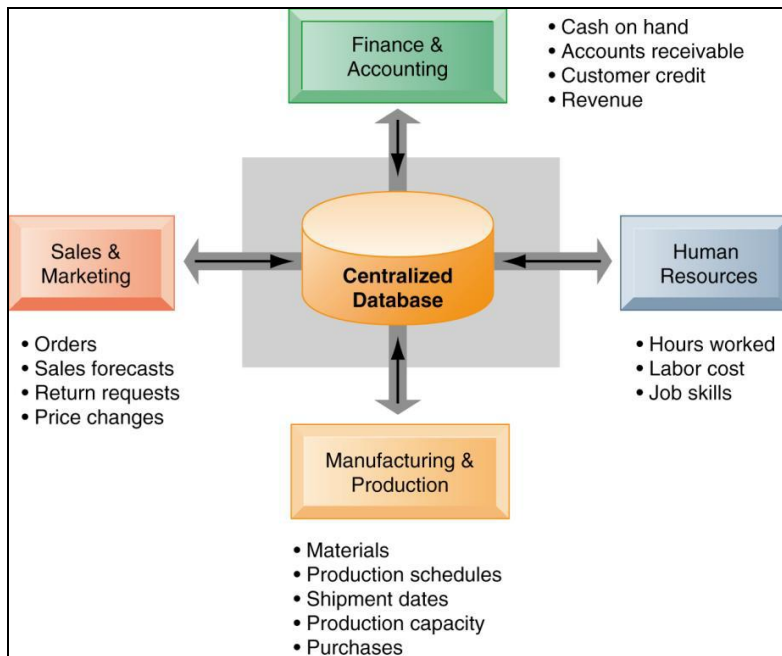 Finance &
Accounting
• Cash on hand
• Accounts receivable
• Customer credit
• Revenue
Sales &
Marketing
• Orders
• Sales forecasts
• Return requests
• Price changes
Centralized
Database
Human
Resources
• Hours worked
• Labor cost
• Job skills
Manufacturing &
Production
• Materials
• Production schedules
• Shipment dates
• Production capacity
• Purchases